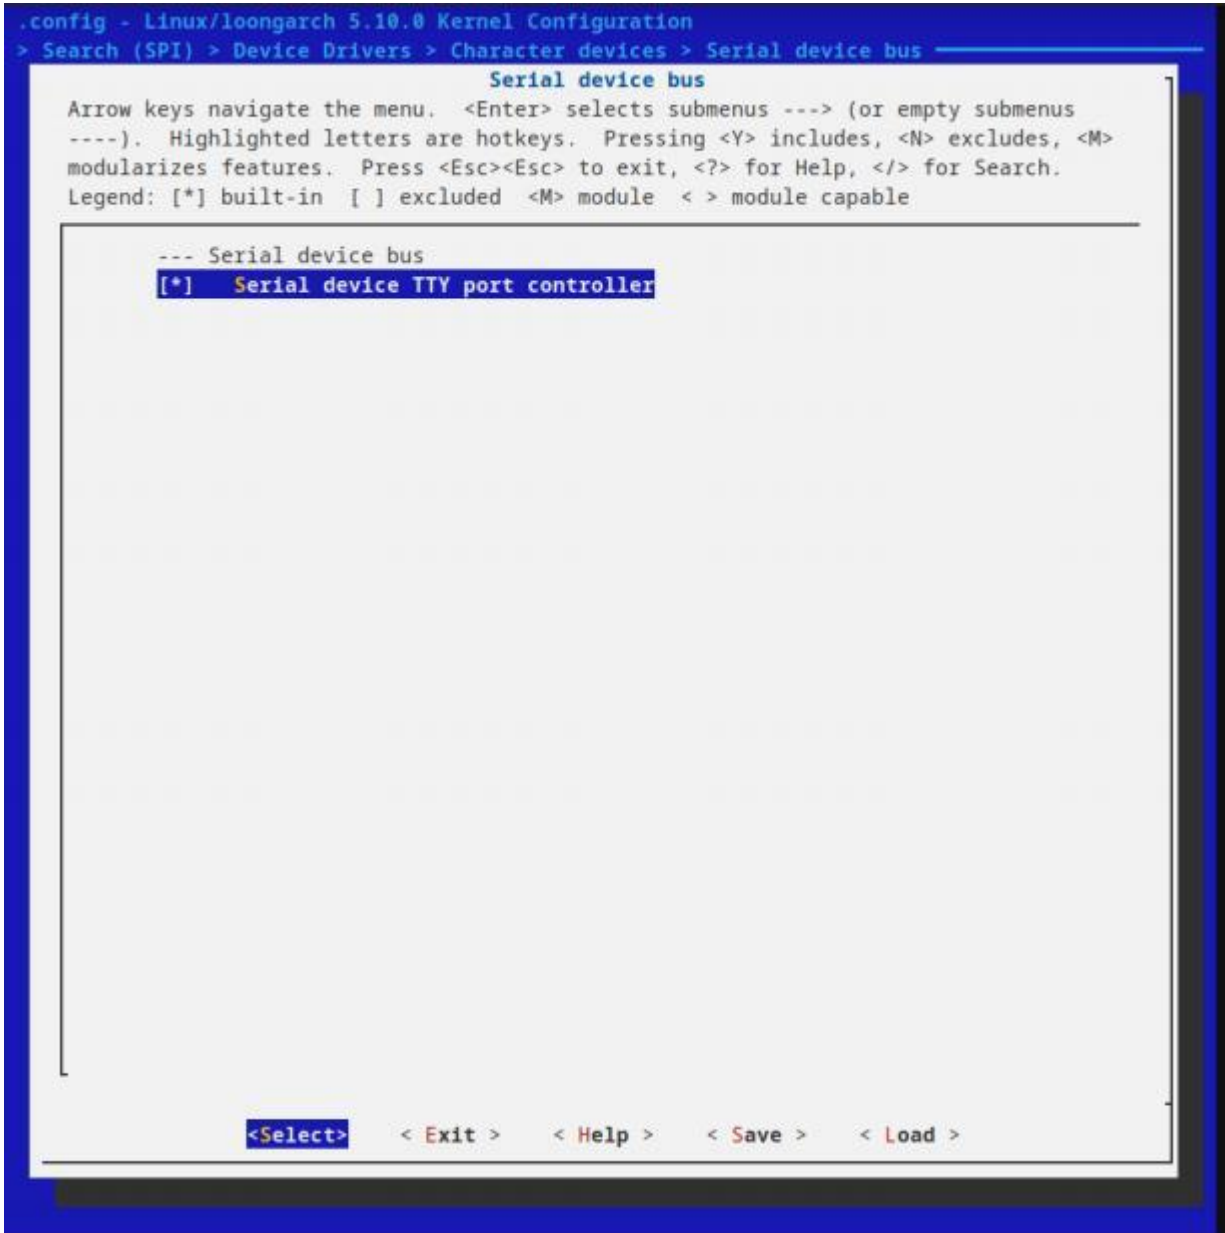 .config - Linux/loongarch 5.10.0 Kernel Configuration
> Search (SPI) > Device Drivers > Character devices > Serial device bus
Serial device bus
Arrow keys navigate the menu.  <Enter> selects submenus ---> (or empty submenus
----).  Highlighted letters are hotkeys.  Pressing <Y> includes, <N> excludes, <M>
modularizes features.  Press <Esc><Esc> to exit, <?> for Help, </> for Search.
Legend: [*] built-in  [ ] excluded  <M> module  < > module capable
--- Serial device bus
[*]   Serial device TTY port controller
<Select>    < Exit >    < Help >    < Save >    < Load >